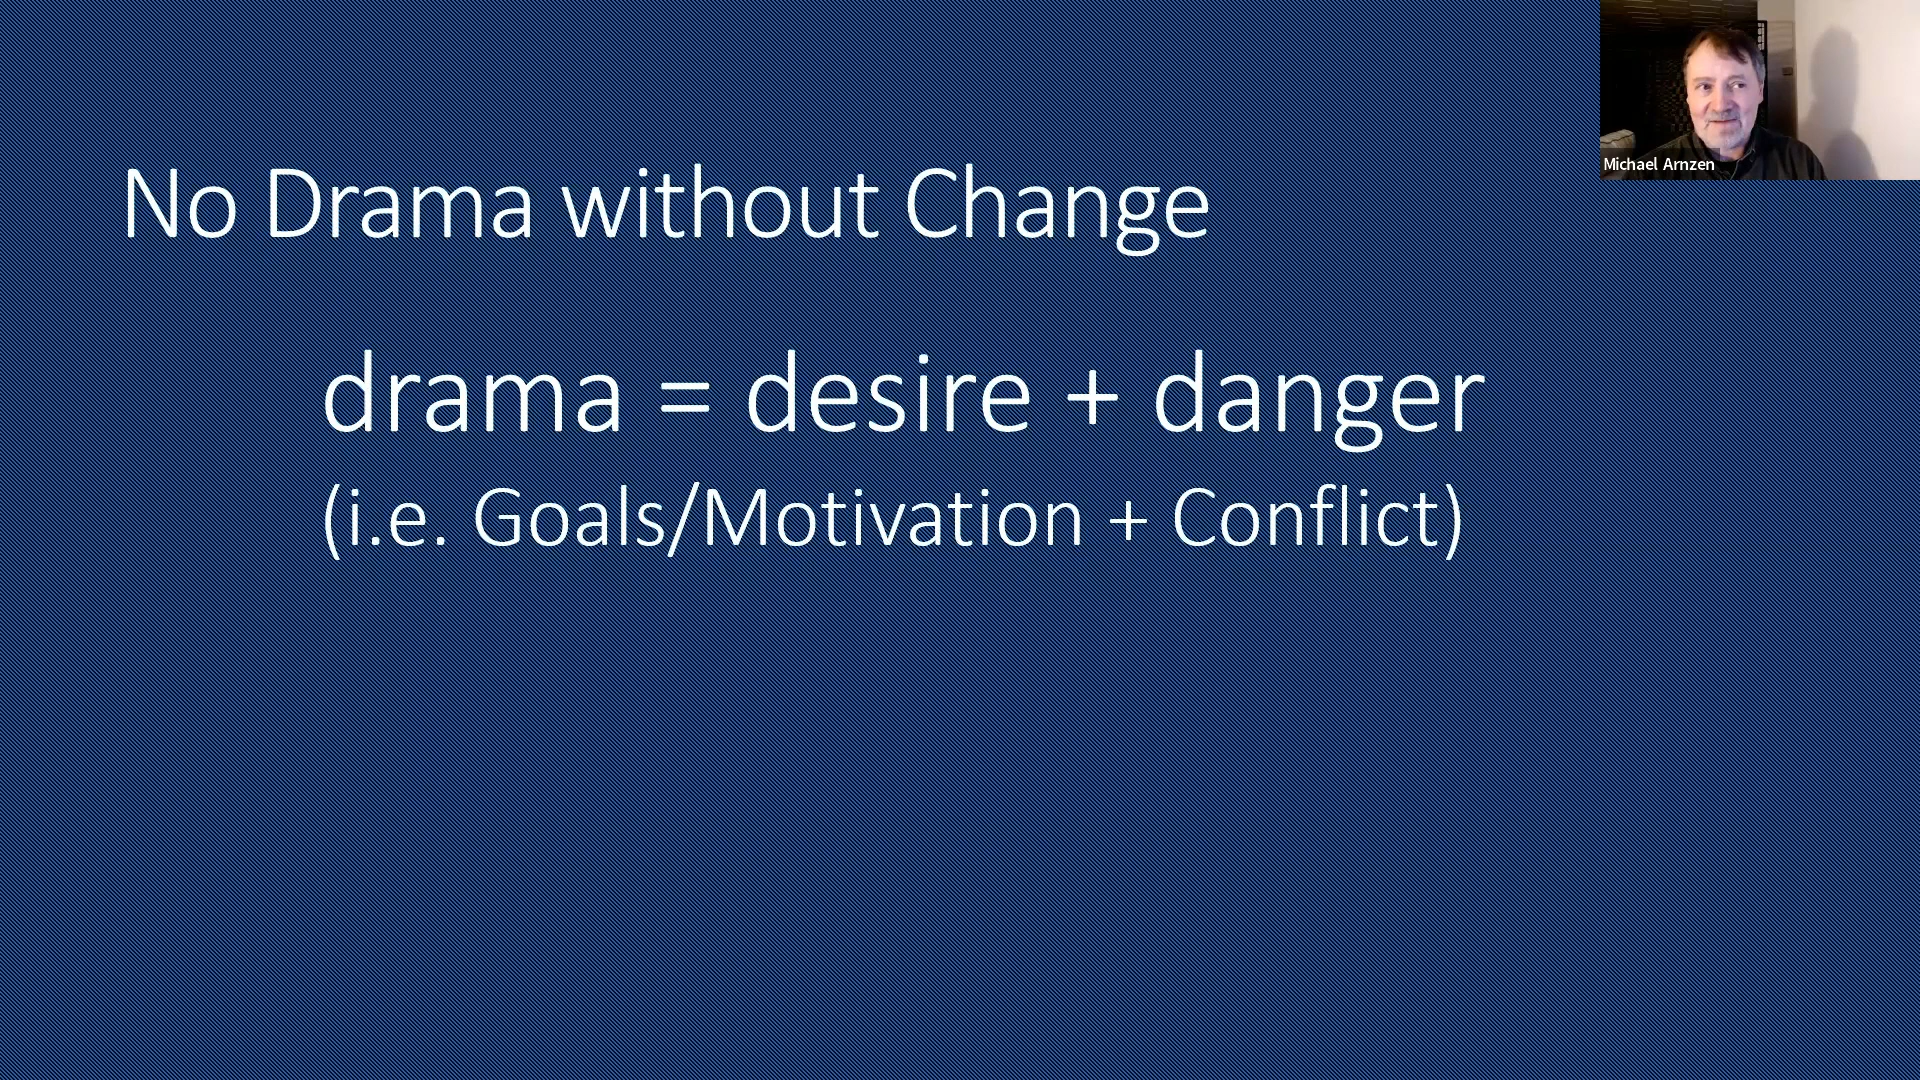 Michael Arnzen
No Drama without Change
drama = desire + danger
(i.e. Goals/Motivation + Conflict)